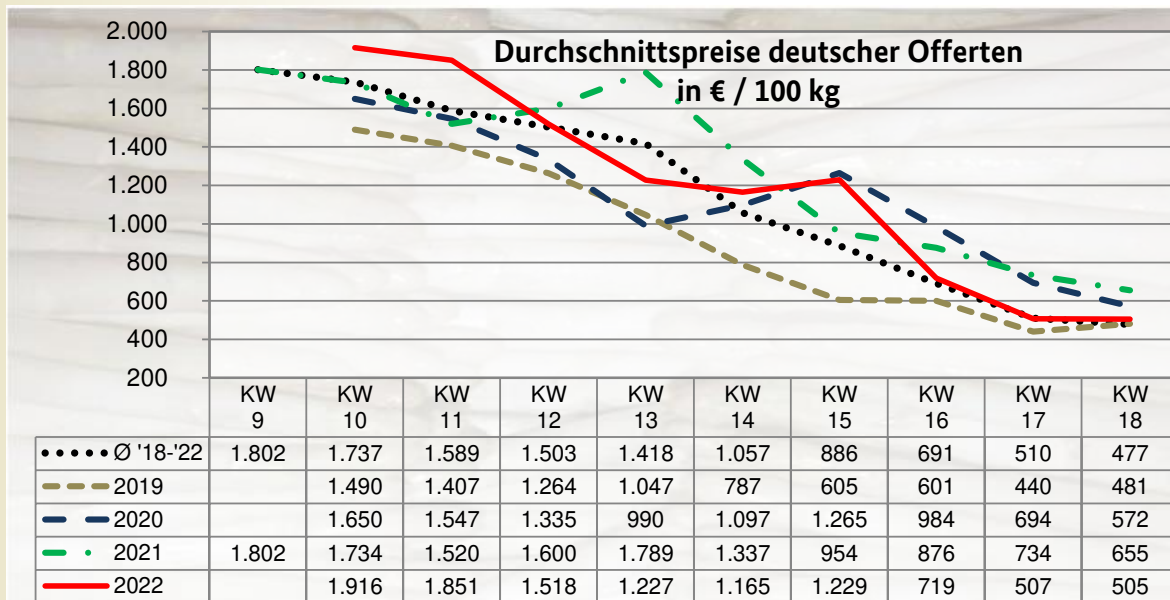 Durchschnittspreise deutscher Offerten
in € / 100 kg
2.000
1.800
1.600
1.400
1.200
1.000
800
600
400
200
KW 9 KW 10 KW 11 KW 12 KW 13 KW 14 KW 15 KW 16 KW 17 KW 18
Ø '18-'22 1.802 1.737 1.589 1.503 1.418 1.057 886 691 510 477
2019 1.490 1.407 1.264 1.047 787 605 601 440 481
2020 1.650 1.547 1.335 990 1.097 1.265 984 694 572
2021 1.802 1.734 1.520 1.600 1.789 1.337 954 876 734 655
2022 1.916 1.851 1.518 1.227 1.165 1.229 719 507 505